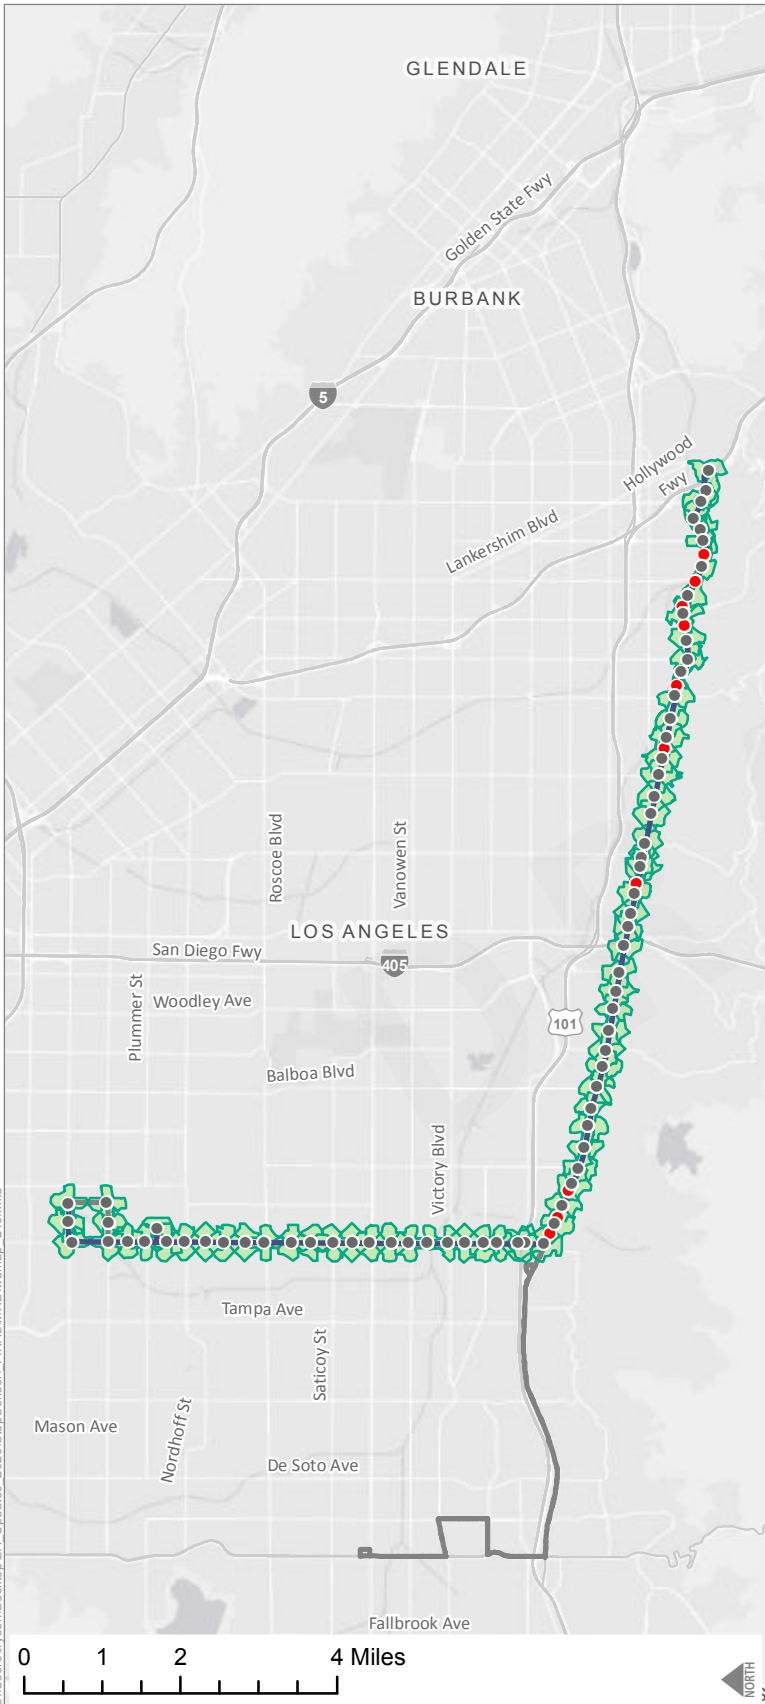 GLENDALE
Golden State Fwy
BURBANK
5
Hollywood
Fwy
Lankershim Blvd
Roscoe Blvd
Vanowen St
LOS ANGELES
San Diego Fwy
405
Plummer St
Woodley Ave
101
Balboa Blvd
Victory Blvd
Tampa Ave
Saticoy St
Mason Ave
Nordhoff St
De Soto Ave
Fallbrook Ave
0 1 2 4 Miles
NORTH